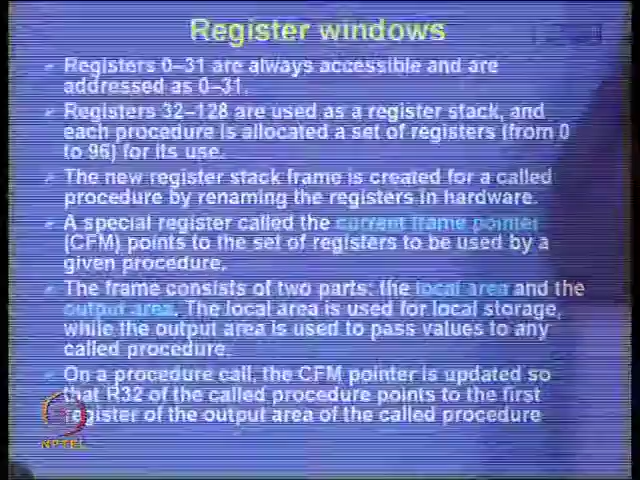 Register windows
Registers 0–31 are always accessible and are
addressed as 0–31.
Registers 32–128 are used as a register stack, and
each procedure is allocated a set of registers (from 0
to 96) for its use.
The new register stack frame is created for a called
procedure by renaming the registers in hardware.
A special register called the current frame pointer
(CFM) points to the set of registers to be used by a
given procedure.
The frame consists of two parts: the local area and the
output area. The local area is used for local storage,
while the output area is used to pass values to any
called procedure.
On a procedure call, the CFM pointer is updated so
that R32 of the called procedure points to the first
register of the output area of the called procedure
NPTEL